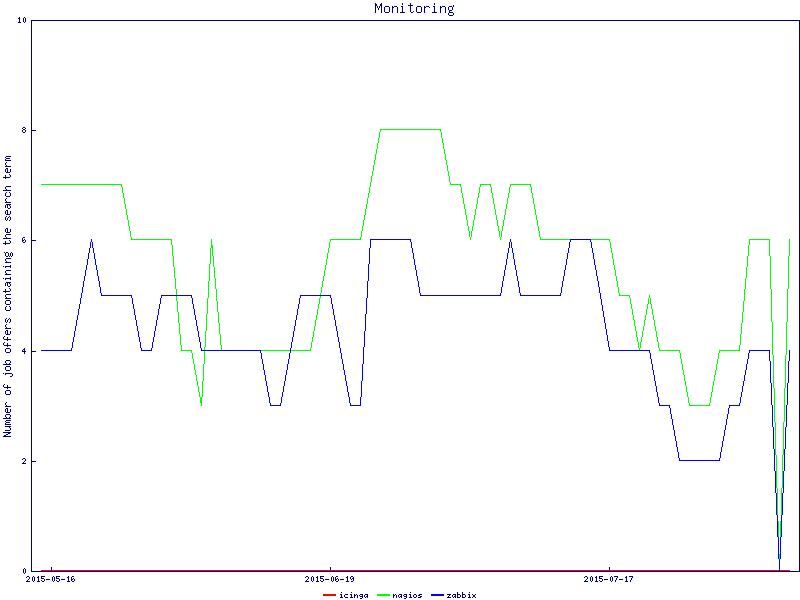 Monitoring
Number of job offers containing the search term
10
8
6
4
2
0
2015-05-16 2015-06-19 2015-07-17
icinga nagios zabbix